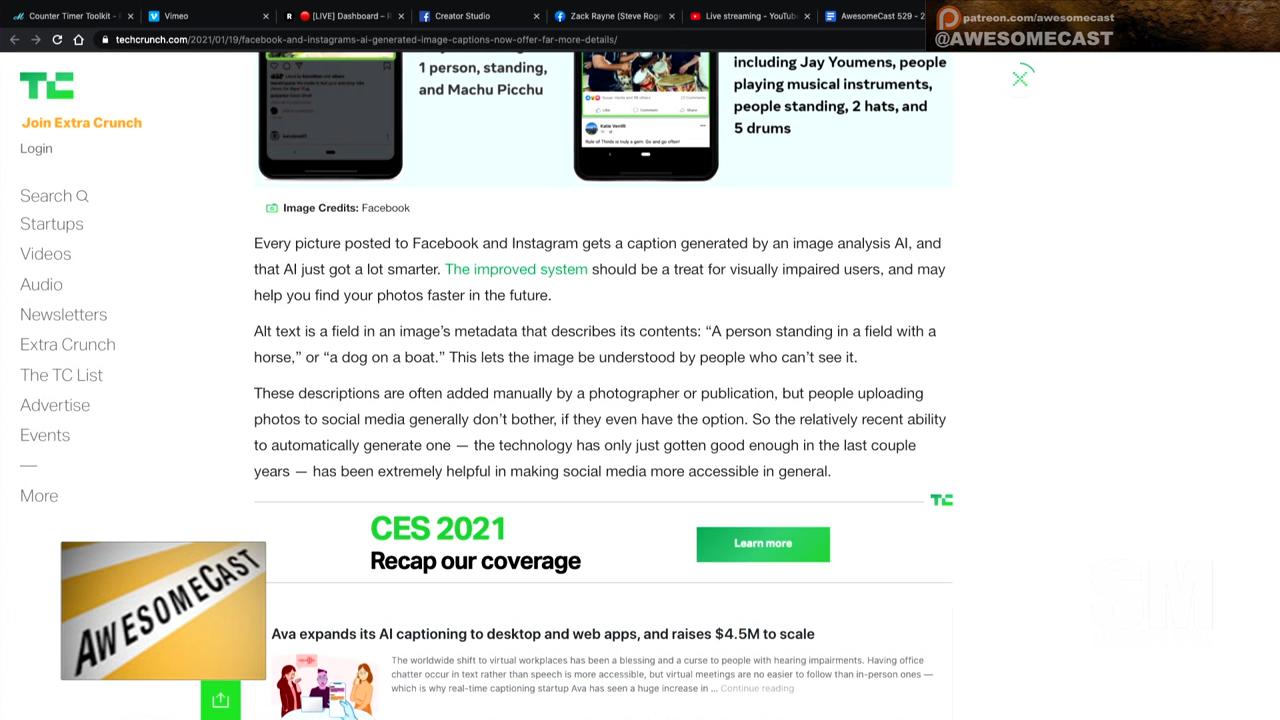 Counter Timer Toolkit -
Vimeo
[LIVE] Dashboard –
Creator Studio
Zack Rayne (Steve Rog
Live streaming - YouTub
AwesomeCast 529 - 2
patreon.com/awesomecast
@AWESOMECAST
techcrunch.com/2021/01/19/facebook-and-instagrams-ai-generated-image-captions-now-offer-far-more-details/
TC
Join Extra Crunch
Login
Search
Startups
Videos
Audio
Newsletters
Extra Crunch
The TC List
Advertise
Events
More
1 person, standing,
and Machu Picchu
Like
Comment
Share
Katie Verrilli
Rule of Thirds is truly a gem. Go and go often!
including Jay Youmens, people
playing musical instruments,
people standing, 2 hats, and
5 drums
Image Credits: Facebook
Every picture posted to Facebook and Instagram gets a caption generated by an image analysis AI, and
that AI just got a lot smarter. The improved system should be a treat for visually impaired users, and may
help you find your photos faster in the future.
Alt text is a field in an image's metadata that describes its contents: “A person standing in a field with a
horse,” or “a dog on a boat.” This lets the image be understood by people who can't see it.
These descriptions are often added manually by a photographer or publication, but people uploading
photos to social media generally don't bother, if they even have the option. So the relatively recent ability
to automatically generate one — the technology has only just gotten good enough in the last couple
years — has been extremely helpful in making social media more accessible in general.
TC
CES 2021
Recap our coverage
Learn more
AWESOMECAST
Ava expands its AI captioning to desktop and web apps, and raises $4.5M to scale
The worldwide shift to virtual workplaces has been a blessing and a curse to people with hearing impairments. Having office
chatter occur in text rather than speech is more accessible, but virtual meetings are no easier to follow than in-person ones —
which is why real-time captioning startup Ava has seen a huge increase in ... Continue reading